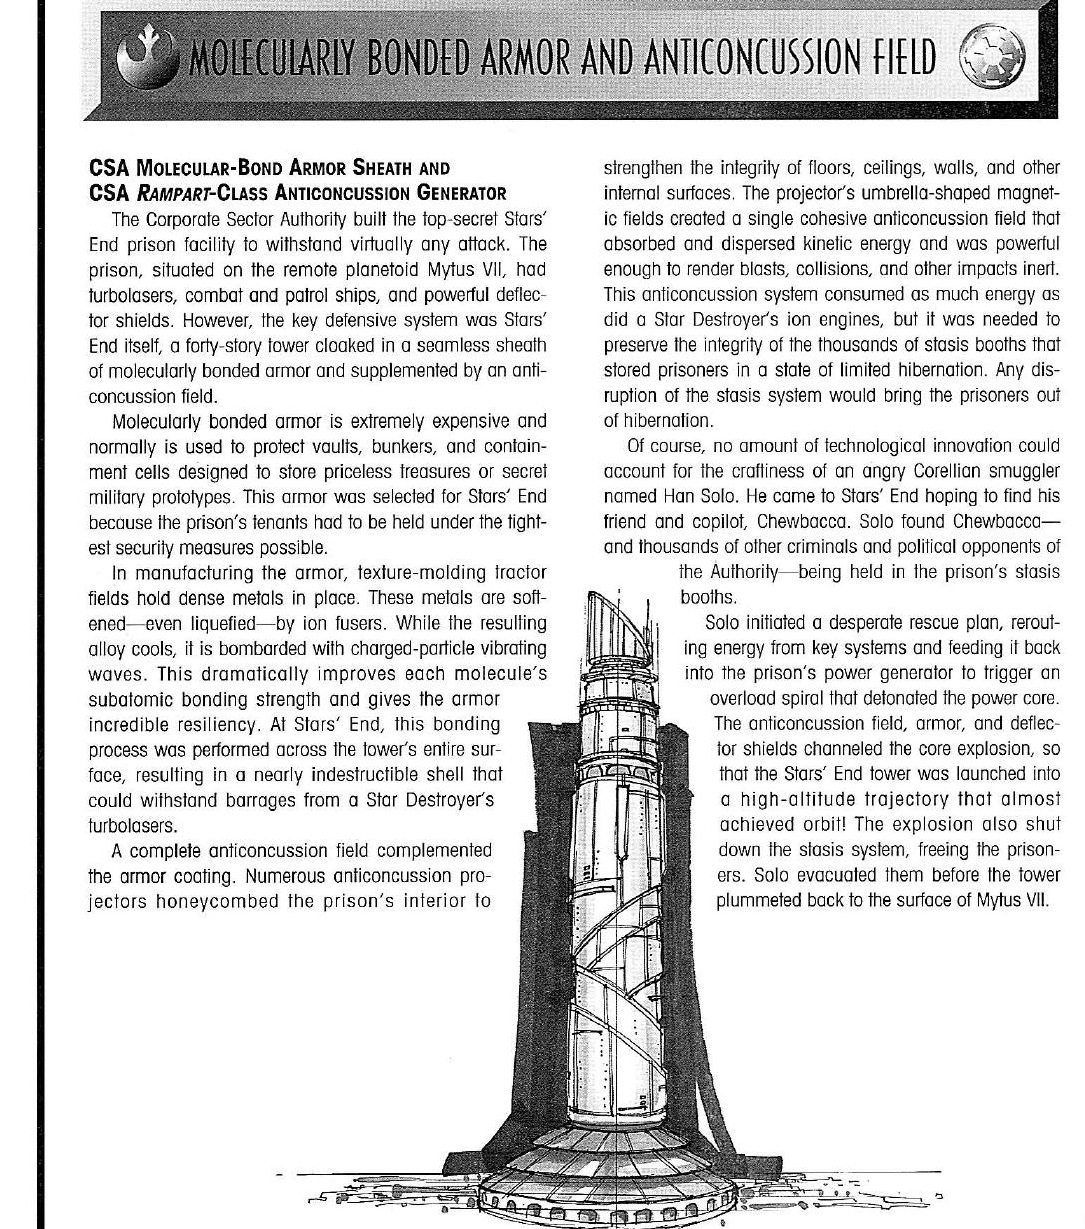 MOLECULARLY BONDED ARMOR AND ANTICONCUSSION FIELD
CSA MOLECULAR-BOND ARMOR SHEATH AND
CSA RAMPART-CLASS ANTICONCUSSION GENERATOR
The Corporate Sector Authority built the top-secret Stars'
End prison facility to withstand virtually any attack. The
prison, situated on the remote planetoid Mytus VII, had
turbolasers, combat and patrol ships, and powerful deflec-
tor shields. However, the key defensive system was Stars'
End itself, a forty-story tower cloaked in a seamless sheath
of molecularly bonded armor and supplemented by an anti-
concussion field.
Molecularly bonded armor is extremely expensive and
normally is used to protect vaults, bunkers, and contain-
ment cells designed to store priceless treasures or secret
military prototypes. This armor was selected for Stars' End
because the prison's tenants had to be held under the tight-
est security measures possible.
In manufacturing the armor, texture-molding tractor
fields hold dense metals in place. These metals are soft-
ened—even liquefied—by ion fusers. While the resulting
alloy cools, it is bombarded with charged-particle vibrating
waves. This dramatically improves each molecule's
subatomic bonding strength and gives the armor
incredible resiliency. At Stars' End, this bonding
process was performed across the tower's entire sur-
face, resulting in a nearly indestructible shell that
could withstand barrages from a Star Destroyer's
turbolasers.
A complete anticoncussion field complemented
the armor coating. Numerous anticoncussion pro-
jectors honeycombed the prison's interior to
strengthen the integrity of floors, ceilings, walls, and other
internal surfaces. The projector's umbrella-shaped magnet-
ic fields created a single cohesive anticoncussion field that
absorbed and dispersed kinetic energy and was powerful
enough to render blasts, collisions, and other impacts inert.
This anticoncussion system consumed as much energy as
did a Star Destroyer's ion engines, but it was needed to
preserve the integrity of the thousands of stasis booths that
stored prisoners in a state of limited hibernation. Any dis-
ruption of the stasis system would bring the prisoners out
of hibernation.
Of course, no amount of technological innovation could
account for the craftiness of an angry Corellian smuggler
named Han Solo. He came to Stars' End hoping to find his
friend and copilot, Chewbacca. Solo found Chewbacca—
and thousands of other criminals and political opponents of
the Authority—being held in the prison's stasis
booths.
Solo initiated a desperate rescue plan, rerout-
ing energy from key systems and feeding it back
into the prison's power generator to trigger an
overload spiral that detonated the power core.
The anticoncussion field, armor, and deflec-
tor shields channeled the core explosion, so
that the Stars' End tower was launched into
a high-altitude trajectory that almost
achieved orbit! The explosion also shut
down the stasis system, freeing the prison-
ers. Solo evacuated them before the tower
plummeted back to the surface of Mytus VII.